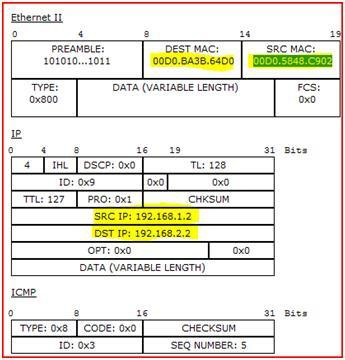 Ethernet II
0 4 8 14 19
PREAMBLE: DEST MAC: SRC MAC:
101010...1011 00D0.BA3B.64D0 00D0.5848.C902
TYPE: DATA (VARIABLE LENGTH) FCS:
0x800 0x0
IP
0 4 8 16 19 31 Bits
4 IHL DSCP: 0x0 TL: 128
ID: 0x9 0x0 0x0
TTL: 127 PRO: 0x1 CHKSUM
SRC IP: 192.168.1.2
DST IP: 192.168.2.2
OPT: 0x0 0x0
DATA (VARIABLE LENGTH)
ICMP
0 8 16 31 Bits
TYPE: 0x8 CODE: 0x0 CHECKSUM
ID: 0x3 SEQ NUMBER: 5